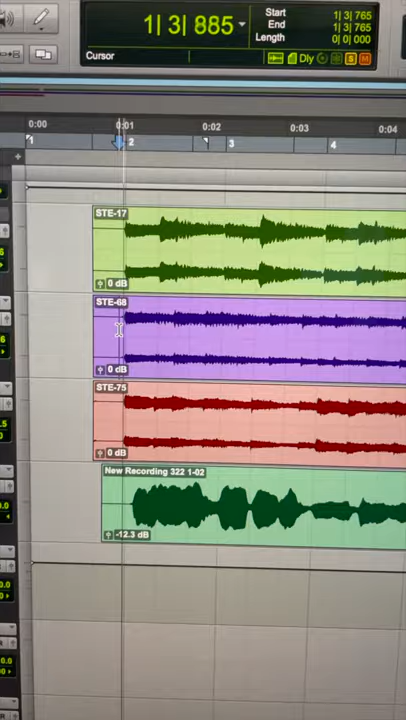 1| 3| 885
Start
End
Length
1| 3| 765
1| 3| 765
0| 0| 000
Cursor
Dly
S
M
0:00
0:01
0:02
0:03
0:04
1
2
3
4
STE-17
0 dB
STE-68
0 dB
STE-75
0 dB
New Recording 322 1-02
-12.3 dB